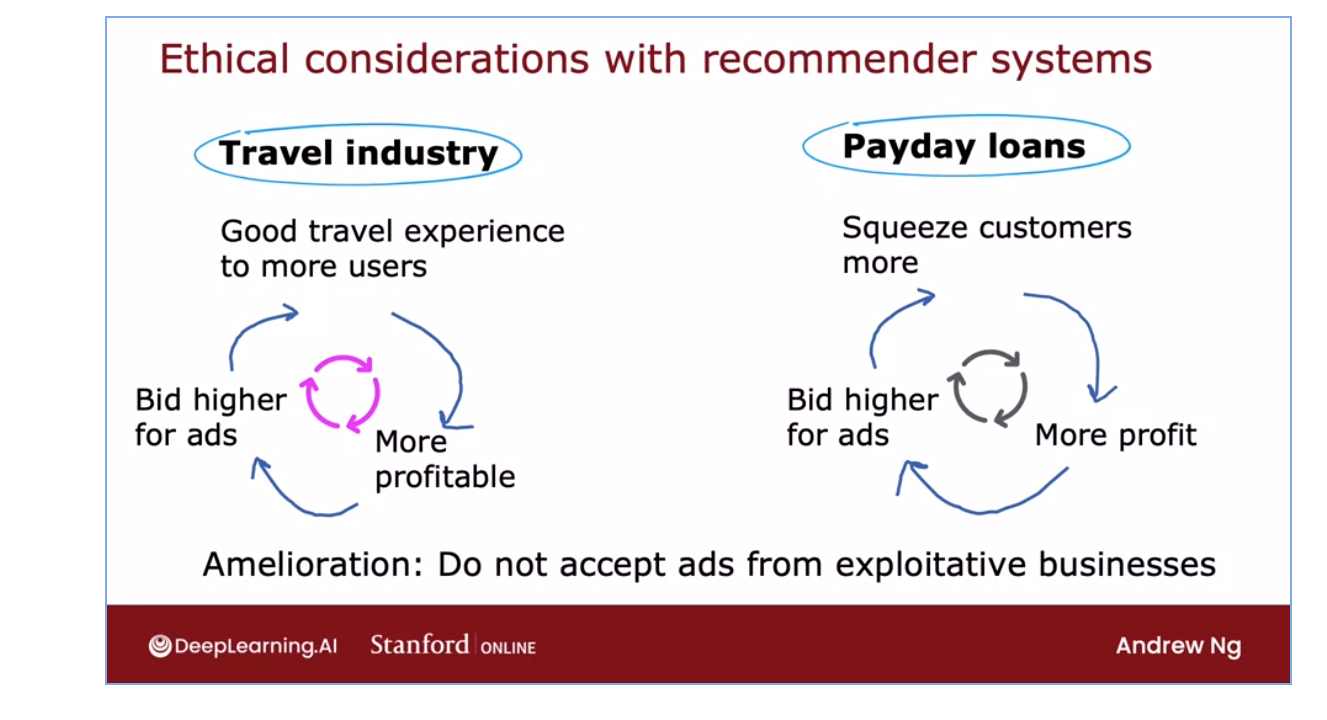 Ethical considerations with recommender systems
Travel industry
Good travel experience
to more users
Bid higher
for ads
More
profitable
Payday loans
Squeeze customers
more
Bid higher
for ads
More profit
Amelioration: Do not accept ads from exploitative businesses
DeepLearning.AI
Stanford ONLINE
Andrew Ng